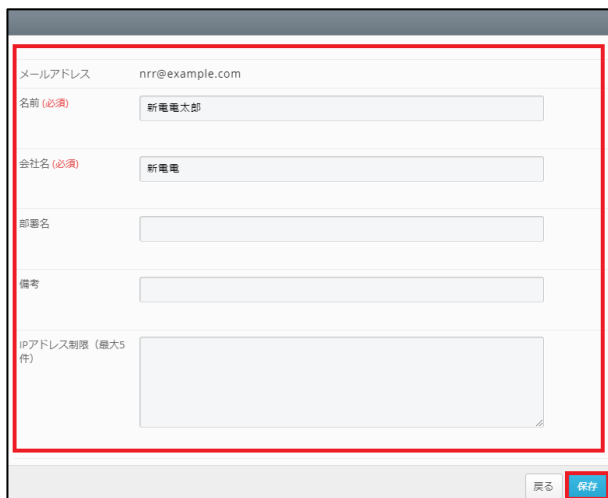 メールアドレス nrr@example.com
名前 (必須) 新電電太郎
会社名 (必須) 新電電
部署名
備考
IPアドレス制限（最大5
件）
戻る 保存